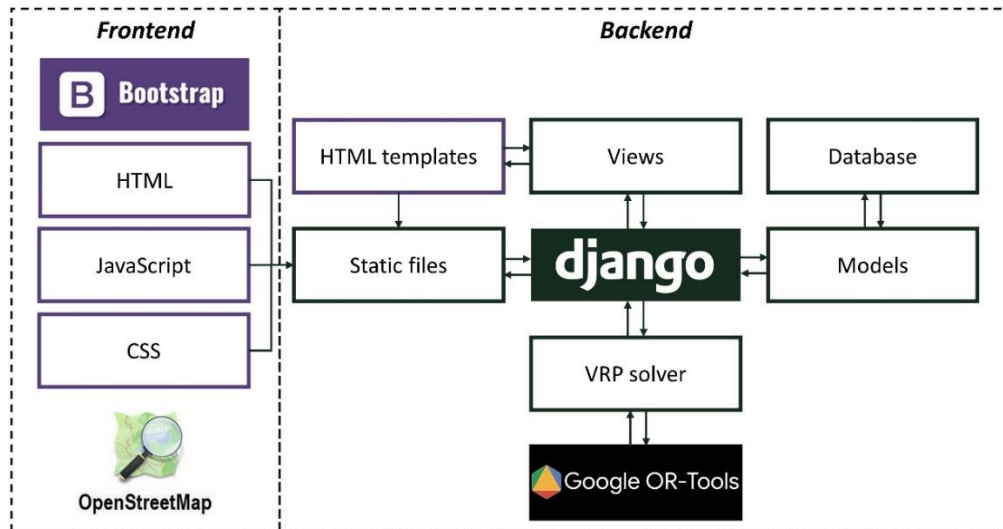 Frontend
B Bootstrap
HTML
JavaScript
CSS
OpenStreetMap
Backend
HTML templates
Views
Database
Static files
django
Models
VRP solver
Google OR-Tools